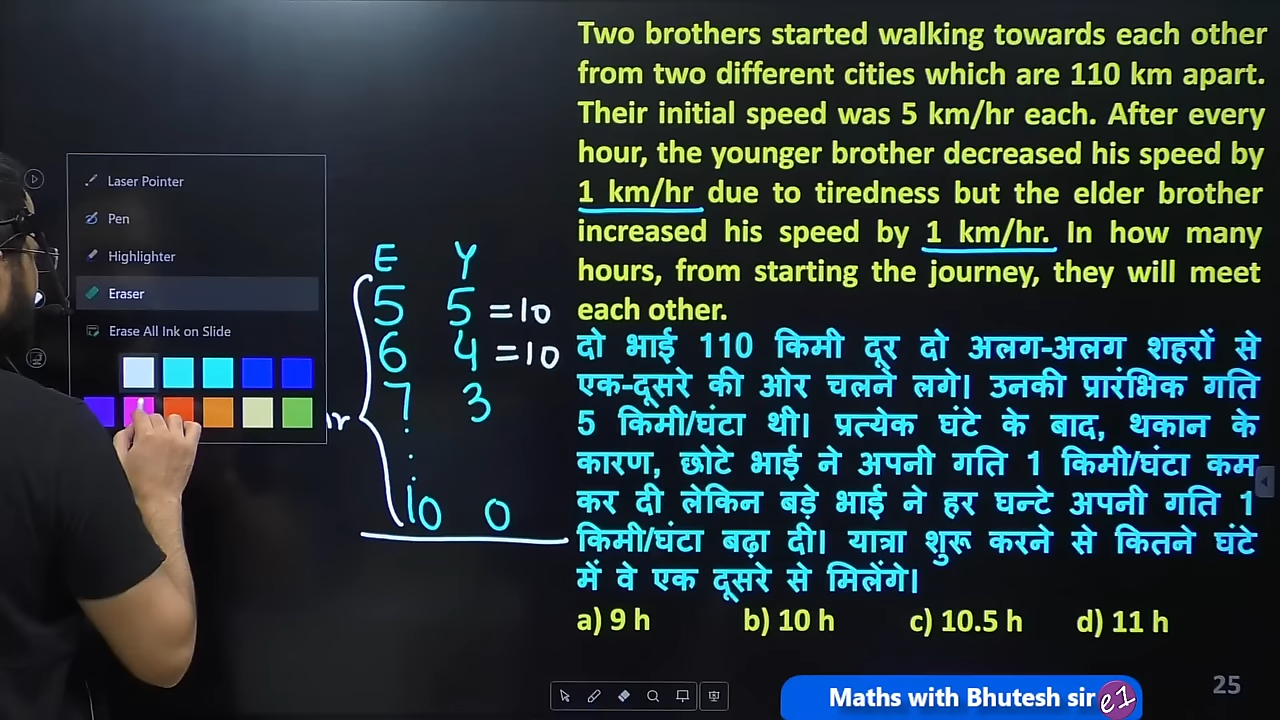 Two brothers started walking towards each other
from two different cities which are 110 km apart.
Their initial speed was 5 km/hr each. After every
hour, the younger brother decreased his speed by
1 km/hr due to tiredness but the elder brother
increased his speed by 1 km/hr. In how many
hours, from starting the journey, they will meet
each other.
दो भाई 110 किमी दूर दो अलग-अलग शहरों से
एक-दूसरे की ओर चलने लगे। उनकी प्रारंभिक गति
5 किमी/घंटा थी। प्रत्येक घंटे के बाद, थकान के
कारण, छोटे भाई ने अपनी गति 1 किमी/घंटा कम
कर दी लेकिन बड़े भाई ने हर घन्टे अपनी गति 1
किमी/घंटा बढ़ा दी। यात्रा शुरू करने से कितने घंटे
में वे एक दूसरे से मिलेंगे।
a) 9 h b) 10 h c) 10.5 h d) 11 h
Laser Pointer
Pen
Highlighter
Eraser
Erase All Ink on Slide
E Y
5 5 = 10
6 4 = 10
7 3
10 0
Maths with Bhutesh sir e1
25